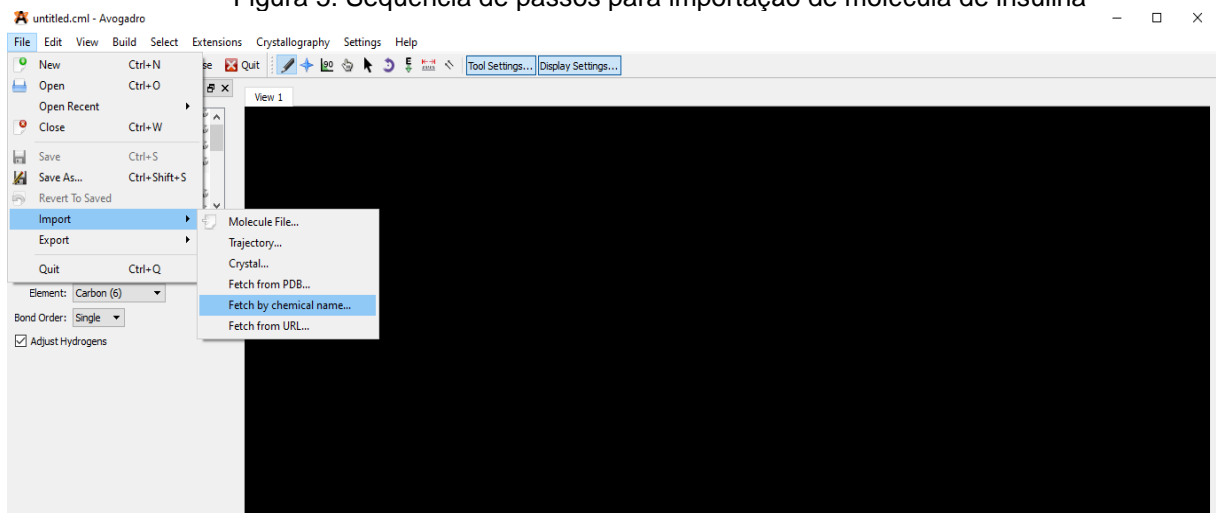 Figura 5: Sequência de passos para importação de molécula de insulina
untitled.cml - Avogadro
File Edit View Build Select Extensions Crystallography Settings Help
New Ctrl+N
Quit
Tool Settings... Display Settings...
Open Ctrl+O
Open Recent
View 1
Close Ctrl+W
Save Ctrl+S
Save As... Ctrl+Shift+S
Revert To Saved
Import
Molecule File...
Export
Trajectory...
Crystal...
Quit Ctrl+Q
Fetch from PDB...
Element: Carbon (6)
Fetch by chemical name...
Bond Order: Single
Fetch from URL...
Adjust Hydrogens